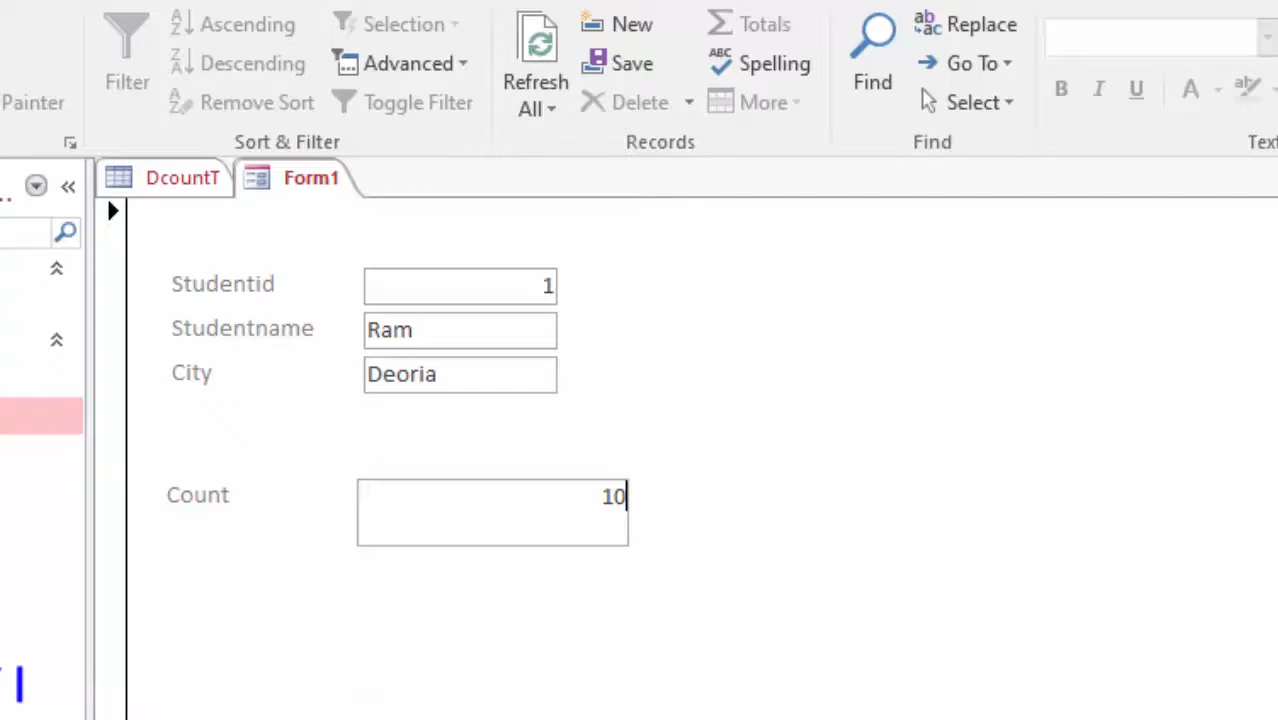 Ascending Selection New Totals Replace
Filter Descending Advanced Refresh All Save Spelling Find Go To
Painter Remove Sort Toggle Filter Delete More Select B I U A
Sort & Filter Records Find
DcountT Form1
Studentid 1
Studentname Ram
City Deoria
Count 10